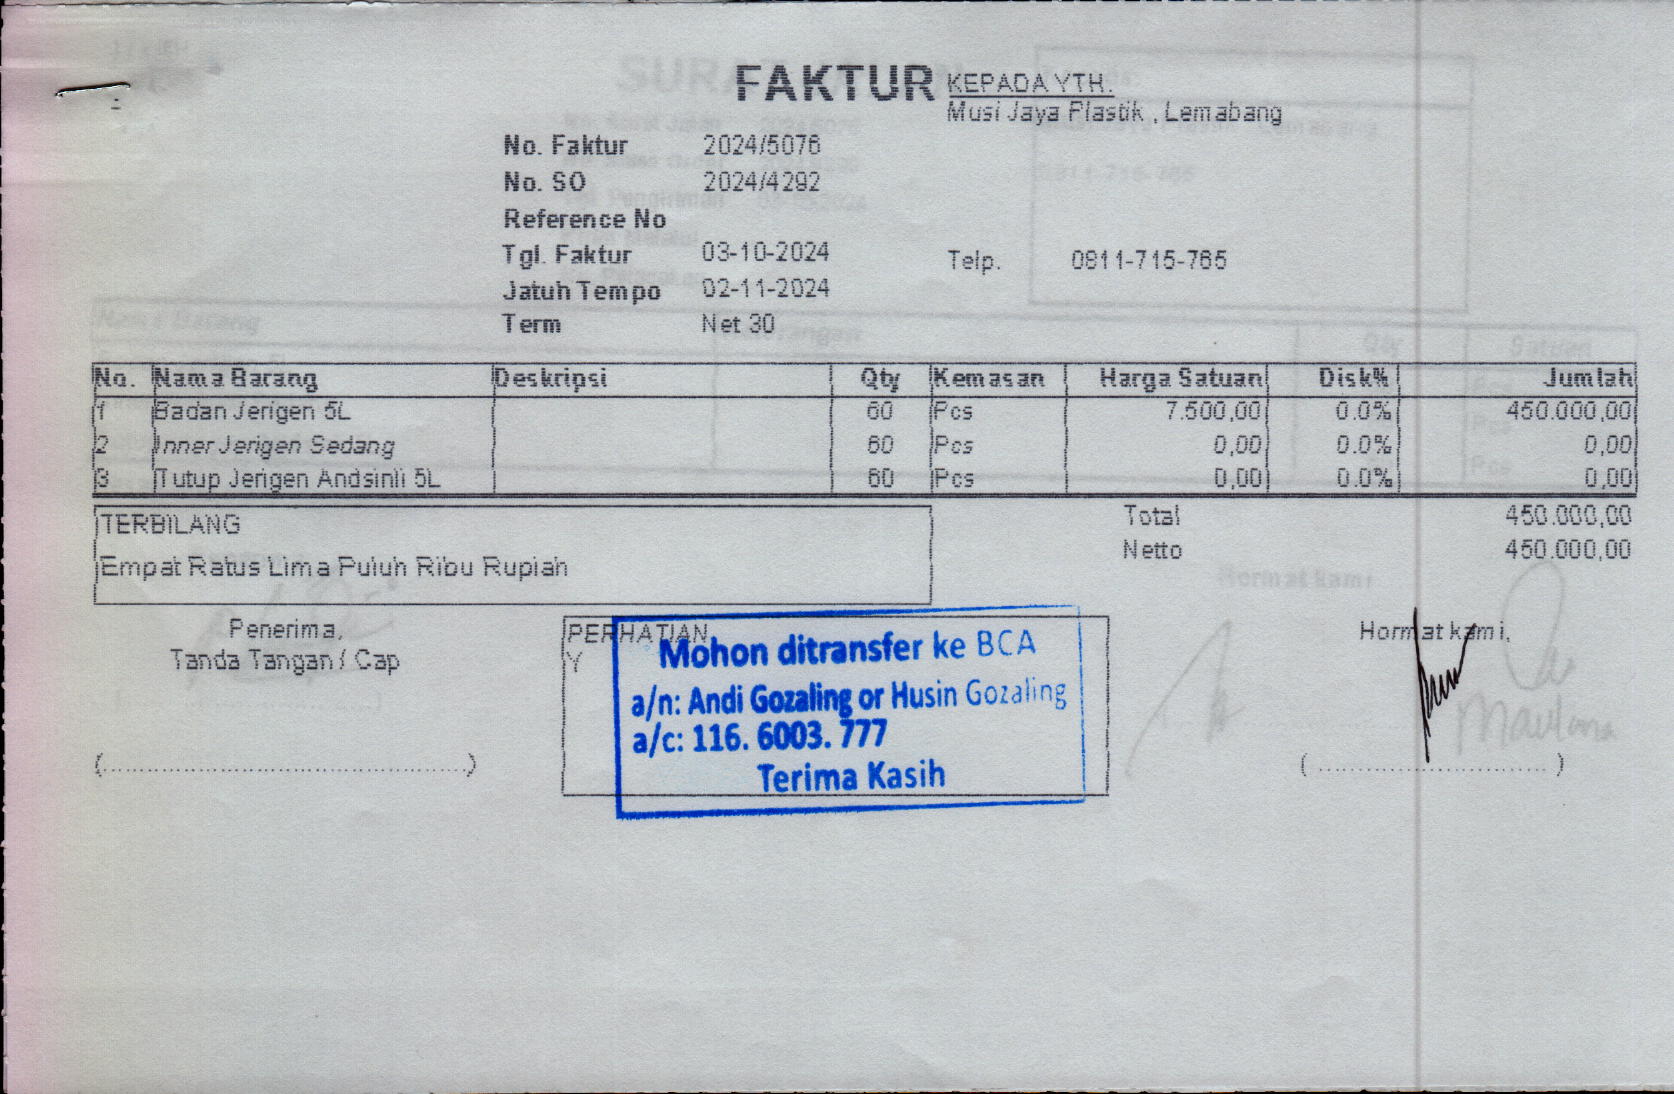 FAKTUR
KEPADA YTH.
Musi Jaya Plastik , Lemabang
No. Faktur 2024/5076
No. SO 2024/4292
Reference No
Tgl. Faktur 03-10-2024
Telp. 0811-715-765
Jatuh Tempo 02-11-2024
Term Net 30
No. Nama Barang Deskripsi Qty Kemasan Harga Satuan Disk% Jumlah
1 Badan Jerigen 5L 60 Pcs 7.500,00 0.0% 450.000,00
2 Inner Jerigen Sedang 60 Pcs 0,00 0.0% 0,00
3 Tutup Jerigen Andsinli 5L 60 Pcs 0,00 0.0% 0,00
TERBILANG
Empat Ratus Lima Puluh Ribu Rupiah
Total 450.000,00
Netto 450.000,00
Penerima,
Tanda Tangan / Cap
(........................................................)
PERHATIAN
Y
Mohon ditransfer ke BCA
a/n: Andi Gozaling or Husin Gozaling
a/c: 116. 6003. 777
Terima Kasih
Hormat kami,
Hormat kami
Maulana
( ................................... )